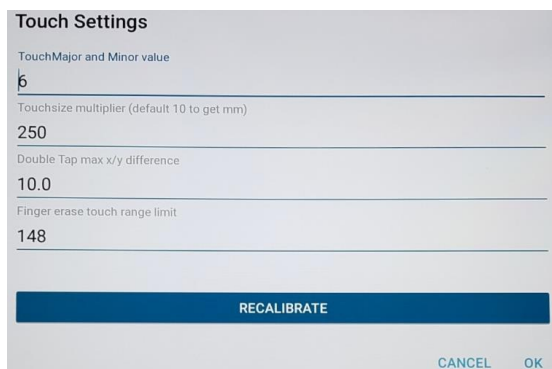 Touch Settings
TouchMajor and Minor value
6
Touchsize multiplier (default 10 to get mm)
250
Double Tap max x/y difference
10.0
Finger erase touch range limit
148
RECALIBRATE
CANCEL OK